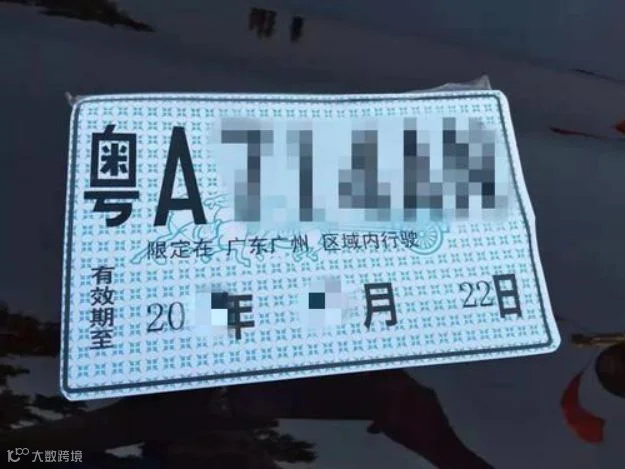 粤A
限定在 广东广州 区域内行驶
有效期至
20 年 月 22日
大数跨境